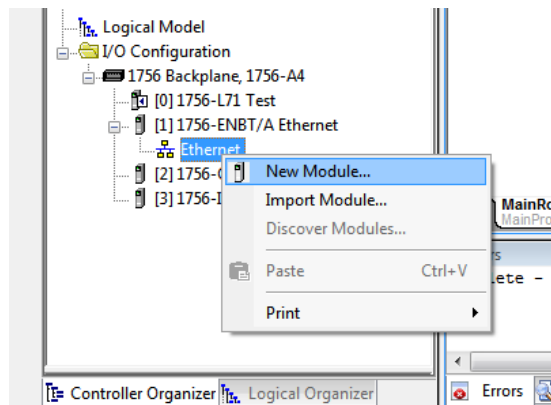 Logical Model
I/O Configuration
1756 Backplane, 1756-A4
[0] 1756-L71 Test
[1] 1756-ENBT/A Ethernet
Ethernet
[2] 1756-
[3] 1756-I
New Module...
Import Module...
Discover Modules...
Paste Ctrl+V
Print
MainRo
MainPro
rs
lete -
Controller Organizer
Logical Organizer
Errors